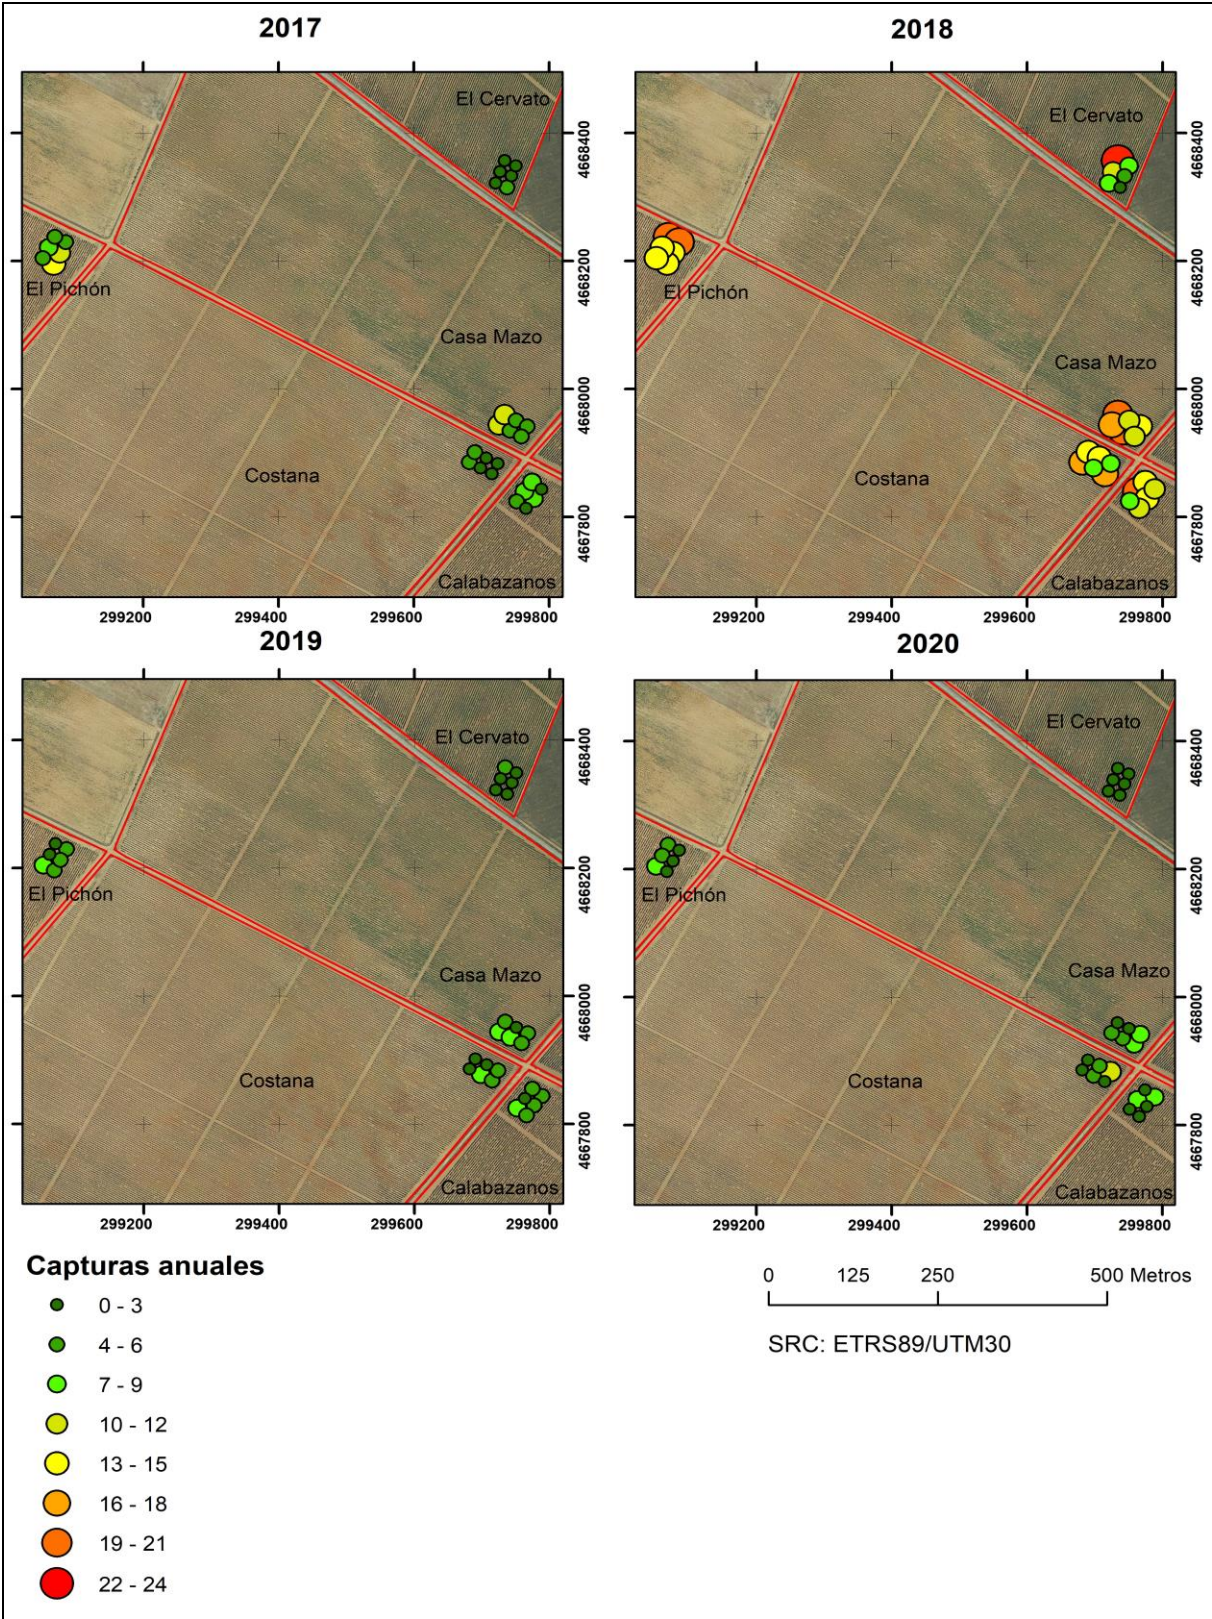 2017
2018
El Cervato
El Pichón
Casa Mazo
Costana
Calabazanos
4668400
4668200
4668000
4667800
299200
299400
299600
299800
El Cervato
El Pichón
Casa Mazo
Costana
Calabazanos
4668400
4668200
4668000
4667800
299200
299400
299600
299800
2019
2020
El Cervato
El Pichón
Casa Mazo
Costana
Calabazanos
4668400
4668200
4668000
4667800
299200
299400
299600
299800
El Cervato
El Pichón
Casa Mazo
Costana
Calabazanos
4668400
4668200
4668000
4667800
299200
299400
299600
299800
Capturas anuales
0 - 3
4 - 6
7 - 9
10 - 12
13 - 15
16 - 18
19 - 21
22 - 24
0 125 250 500 Metros
SRC: ETRS89/UTM30